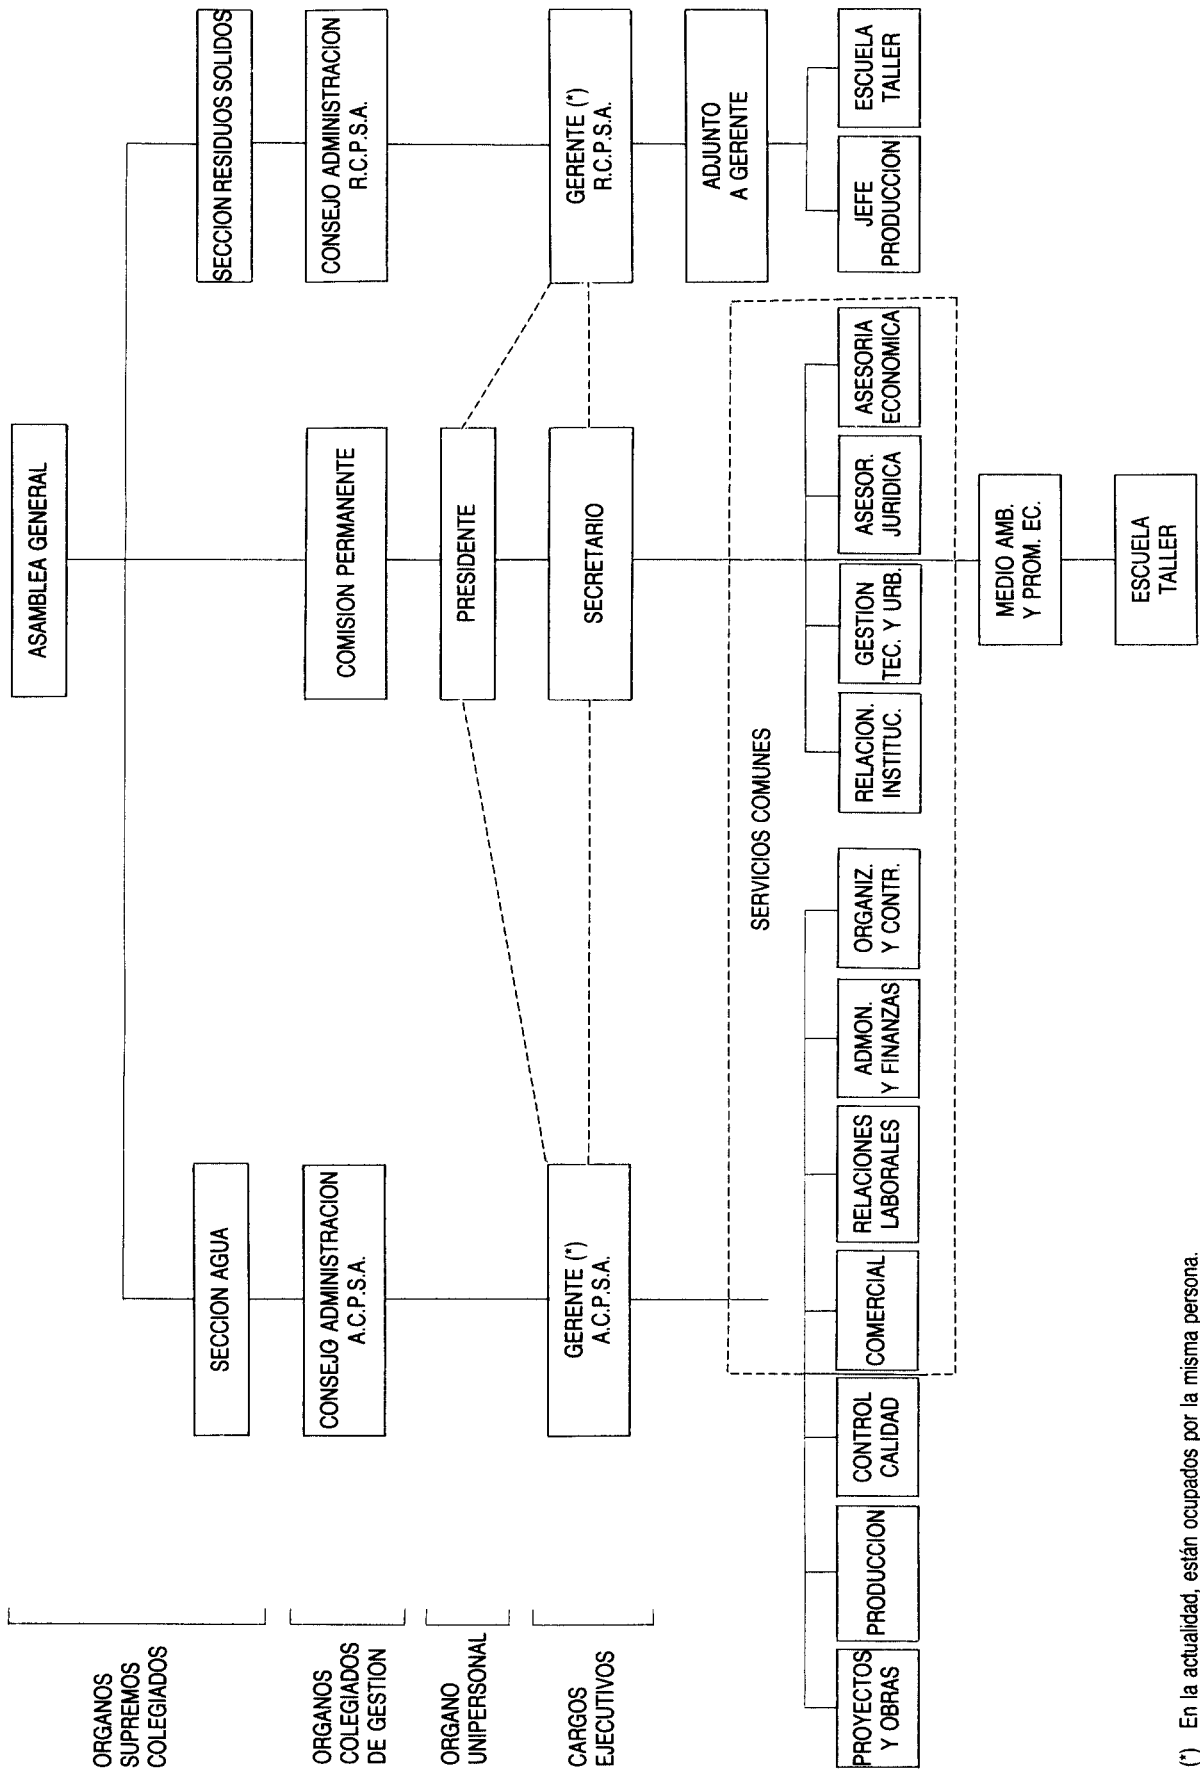 ASAMBLEA GENERAL
ORGANOS
SUPREMOS
COLEGIADOS
SECCION AGUA
SECCION RESIDUOS SOLIDOS
ORGANOS
COLEGIADOS
DE GESTION
CONSEJO ADMINISTRACION
A.C.P.S.A.
COMISION PERMANENTE
CONSEJO ADMINISTRACION
R.C.P.S.A.
ORGANO
UNIPERSONAL
PRESIDENTE
CARGOS
EJECUTIVOS
GERENTE (*)
A.C.P.S.A.
SECRETARIO
GERENTE (*)
R.C.P.S.A.
ADJUNTO
A GERENTE
SERVICIOS COMUNES
PROYECTOS
Y OBRAS
PRODUCCION
CONTROL
CALIDAD
COMERCIAL
RELACIONES
LABORALES
ADMON.
Y FINANZAS
ORGANIZ.
Y CONTR.
RELACION.
INSTITUC.
GESTION
TEC. Y URB.
ASESOR.
JURIDICA
ASESORIA
ECONOMICA
JEFE
PRODUCCION
ESCUELA
TALLER
MEDIO AMB.
Y PROM. EC.
ESCUELA
TALLER
(*) En la actualidad, están ocupados por la misma persona.